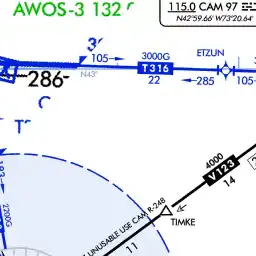 AWOS-3 132
115.0 CAM 97
N42°59.66' W73°20.64'
3000G
ETZUN
105
T316
22
285
105
N43°
286°
193
2200G
4000
V123
14
R-248
UNUSABLE USE CAM
TIMKE
11